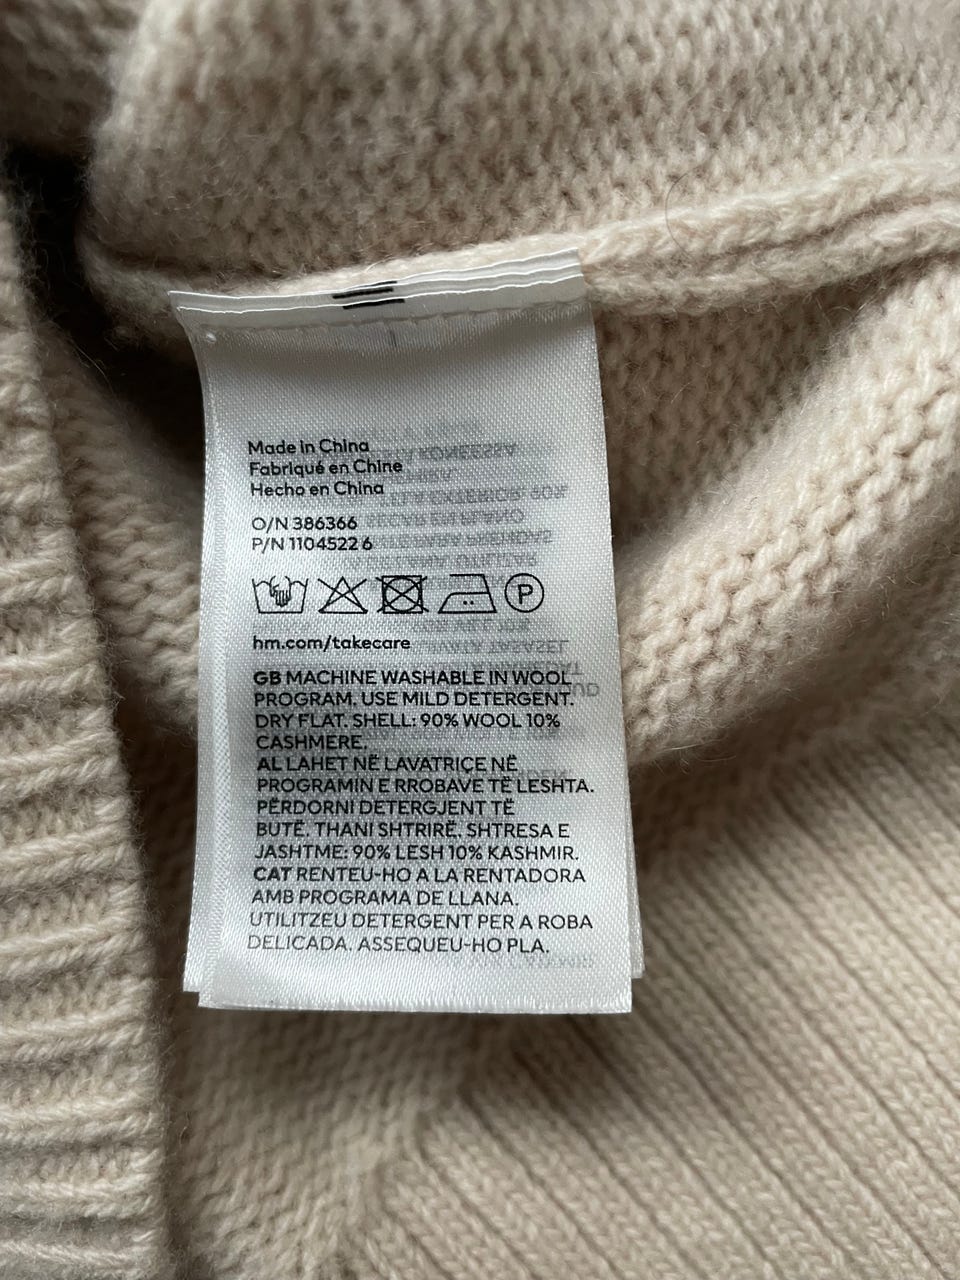 Made in China
Fabriqué en Chine
Hecho en China
O/N 386366
P/N 1104522 6
P
hm.com/takecare
GB MACHINE WASHABLE IN WOOL
PROGRAM. USE MILD DETERGENT.
DRY FLAT. SHELL: 90% WOOL 10%
CASHMERE.
AL LAHET NË LAVATRIÇE NË
PROGRAMIN E RROBAVE TË LESHTA.
PËRDORNI DETERGJENT TË
BUTË. THANI SHTRIRË. SHTRESA E
JASHTME: 90% LESH 10% KASHMIR.
CAT RENTEU-HO A LA RENTADORA
AMB PROGRAMA DE LLANA.
UTILITZEU DETERGENT PER A ROBA
DELICADA. ASSEQUEU-HO PLA.